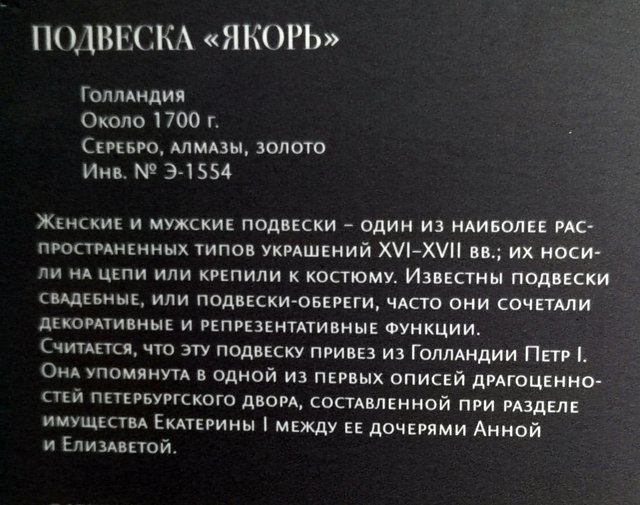 ПОДВЕСКА «ЯКОРЬ»
Голландия
Около 1700 г.
Серебро, алмазы, золото
Инв. № Э-1554
Женские и мужские подвески – один из наиболее рас-
пространенных типов украшений XVI–XVII вв.; их носи-
ли на цепи или крепили к костюму. Известны подвески
свадебные, или подвески-обереги, часто они сочетали
декоративные и репрезентативные функции.
Считается, что эту подвеску привез из Голландии Петр I.
Она упомянута в одной из первых описей драгоценно-
стей петербургского двора, составленной при разделе
имущества Екатерины I между ее дочерями Анной
и Елизаветой.